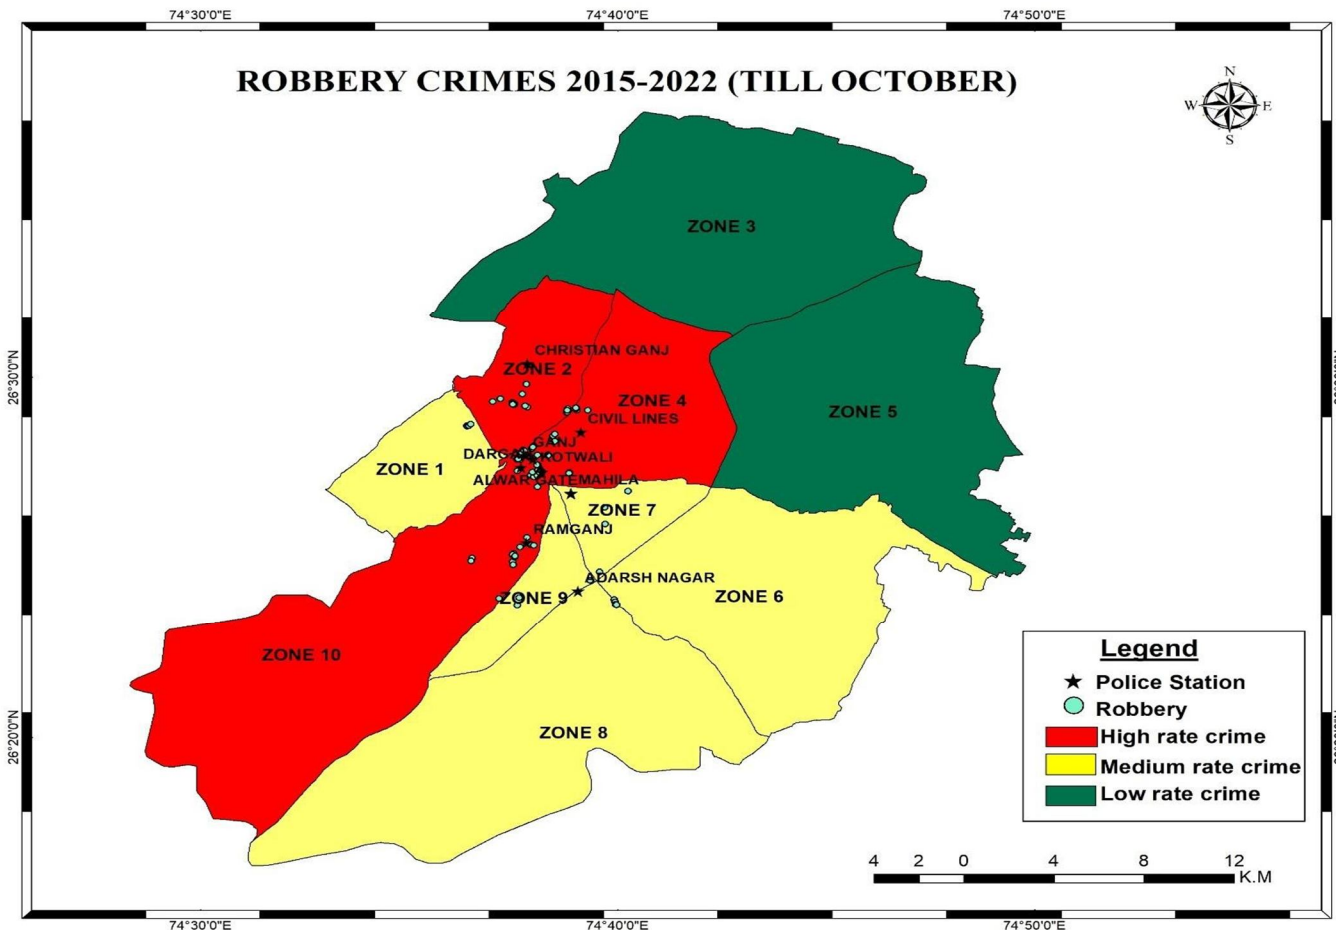 74°30'0"E 74°40'0"E 74°50'0"E
ROBBERY CRIMES 2015-2022 (TILL OCTOBER)
N
W E
S
ZONE 3
26°30'0"N
CHRISTIAN GANJ
ZONE 2
ZONE 4
ZONE 5
CIVIL LINES
GANJ
DARGAH KOTWALI
ZONE 1
ALWAR GATEMAHILA
ZONE 7
RAMGANJ
ADARSH NAGAR
ZONE 9
ZONE 6
ZONE 10
ZONE 8
Legend
Police Station
Robbery
High rate crime
Medium rate crime
Low rate crime
26°20'0"N
4 2 0 4 8 12
K.M
74°30'0"E 74°40'0"E 74°50'0"E